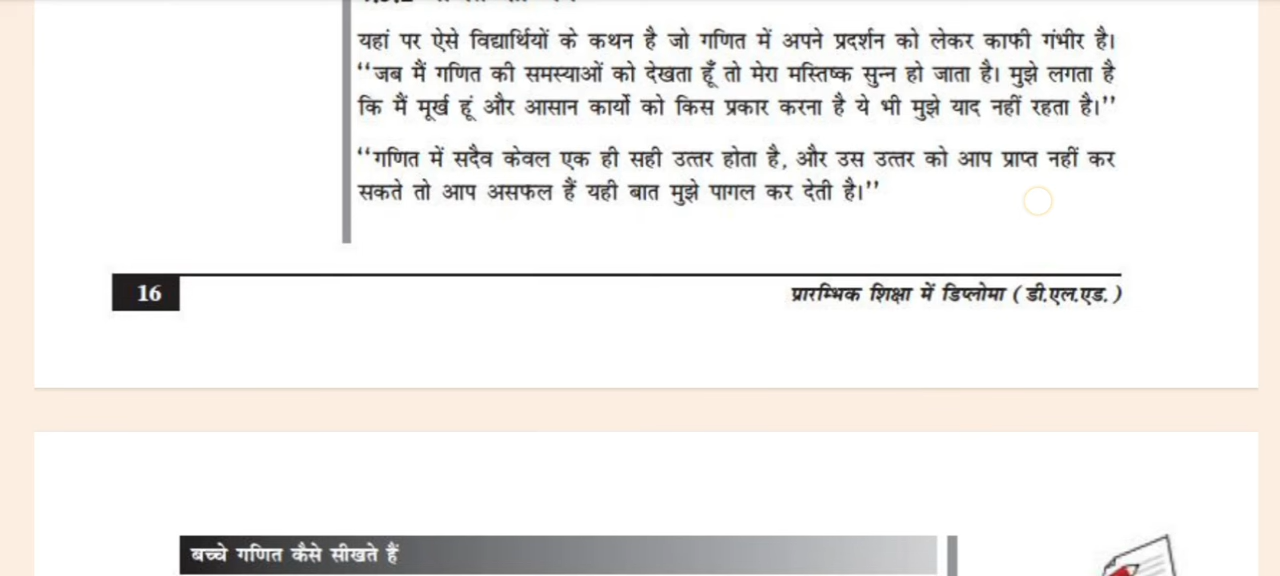 यहां पर ऐसे विद्यार्थियों के कथन है जो गणित में अपने प्रदर्शन को लेकर काफी गंभीर है।
‘‘जब मैं गणित की समस्याओं को देखता हूँ तो मेरा मस्तिष्क सुन्न हो जाता है। मुझे लगता है
कि मैं मूर्ख हूं और आसान कार्यो को किस प्रकार करना है ये भी मुझे याद नहीं रहता है।’’
‘‘गणित में सदैव केवल एक ही सही उत्तर होता है, और उस उत्तर को आप प्राप्त नहीं कर
सकते तो आप असफल हैं यही बात मुझे पागल कर देती है।’’
16
प्रारम्भिक शिक्षा में डिप्लोमा ( डी.एल.एड. )
बच्चे गणित कैसे सीखते हैं